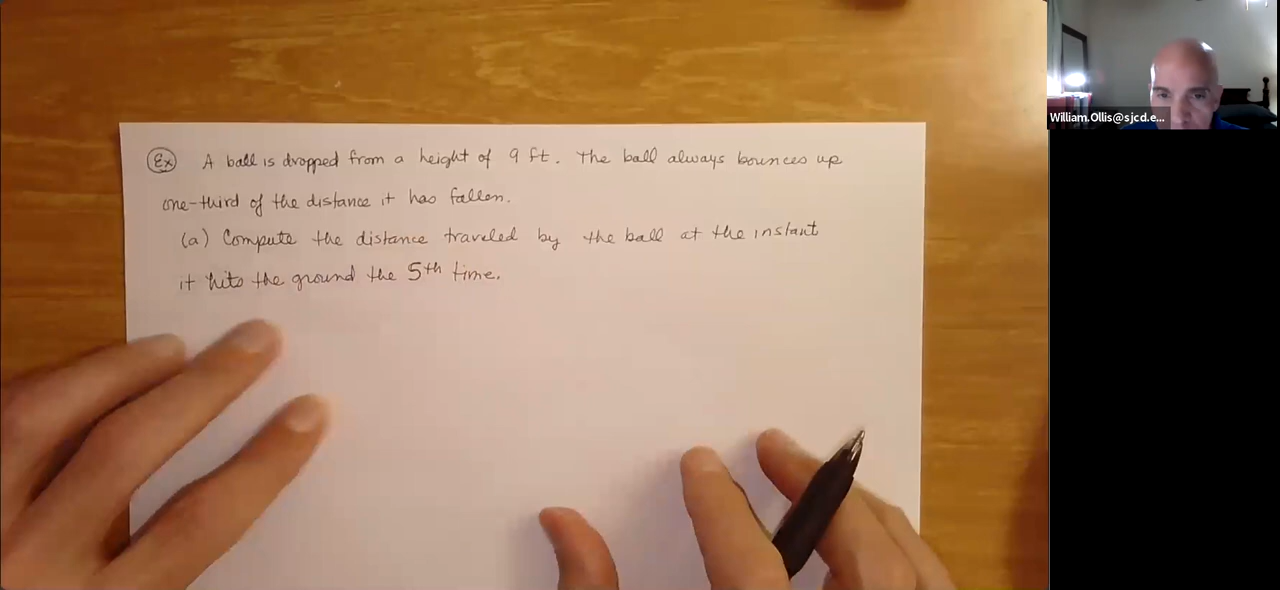 Ex A ball is dropped from a height of 9 ft. The ball always bounces up
one-third of the distance it has fallen.
(a) Compute the distance traveled by the ball at the instant
it hits the ground the 5th time.
William.Ollis@sjcd.e...